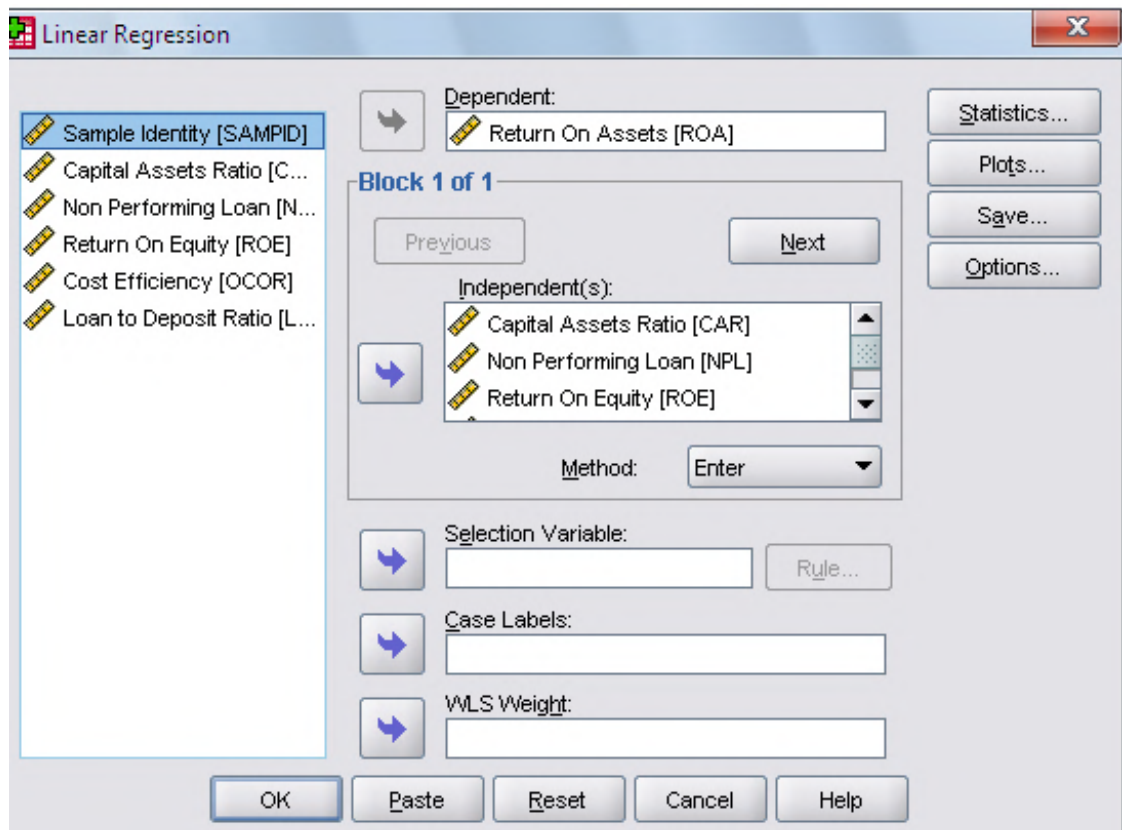 Linear Regression
Sample Identity [SAMPID]
Capital Assets Ratio [C...
Non Performing Loan [N...
Return On Equity [ROE]
Cost Efficiency [OCOR]
Loan to Deposit Ratio [L...
Dependent:
Return On Assets [ROA]
Block 1 of 1
Previous
Next
Independent(s):
Capital Assets Ratio [CAR]
Non Performing Loan [NPL]
Return On Equity [ROE]
Method:
Enter
Selection Variable:
Rule...
Case Labels:
WLS Weight:
Statistics...
Plots...
Save...
Options...
OK
Paste
Reset
Cancel
Help